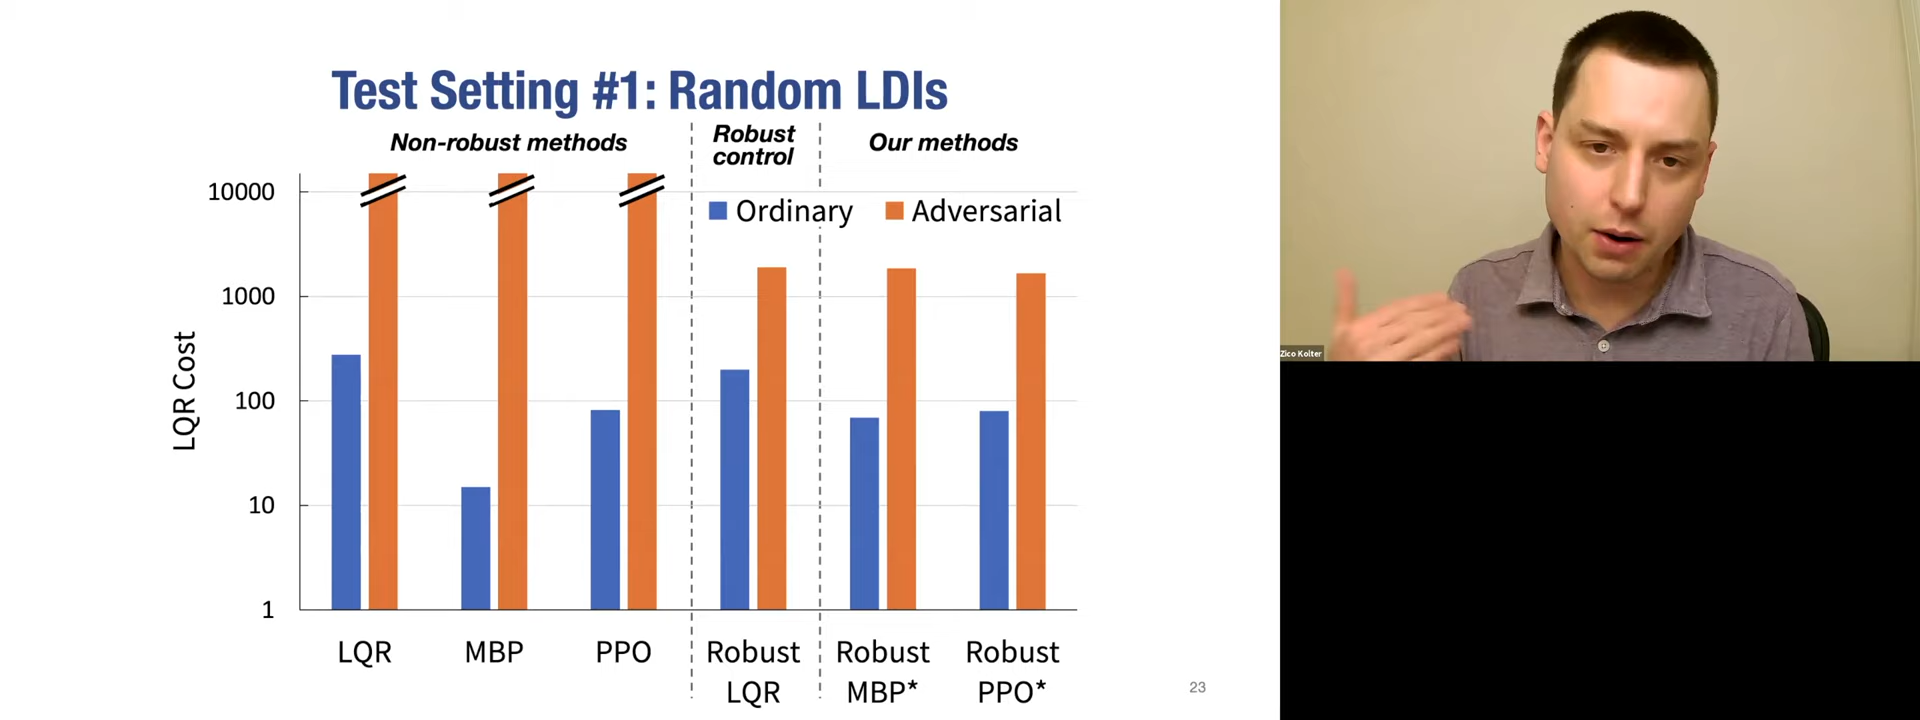 Test Setting #1: Random LDIs
Non-robust methods
Robust
control
Our methods
Ordinary
Adversarial
LQR Cost
10000
1000
100
10
1
LQR
MBP
PPO
Robust
LQR
Robust
MBP*
Robust
PPO*
23
Zico Kolter